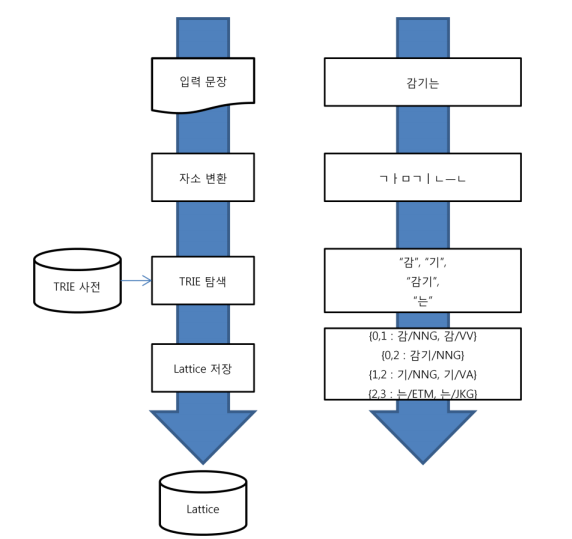 입력 문장
자소 변환
TRIE 사전
TRIE 탐색
Lattice 저장
Lattice
감기는
ㄱㅏㅁㄱㅣㄴㅡㄴ
“감”, “기”,
“감기”,
“는”
{0,1 : 감/NNG, 감/VV}
{0,2 : 감기/NNG}
{1,2 : 기/NNG, 기/VA}
{2,3 : 는/ETM, 는/JKG}